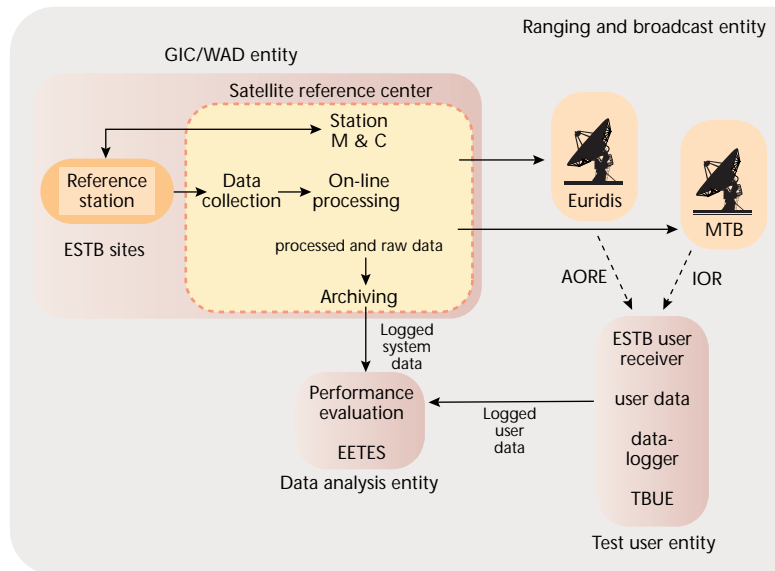 Ranging and broadcast entity
GIC/WAD entity
Satellite reference center
Station
M & C
Reference
station
Data
collection
On-line
processing
ESTB sites
processed and raw data
Archiving
Euridis
MTB
AORE
IOR
Logged
system
data
Performance
evaluation
EETES
Data analysis entity
Logged
user
data
ESTB user
receiver
user data
data-
logger
TBUE
Test user entity